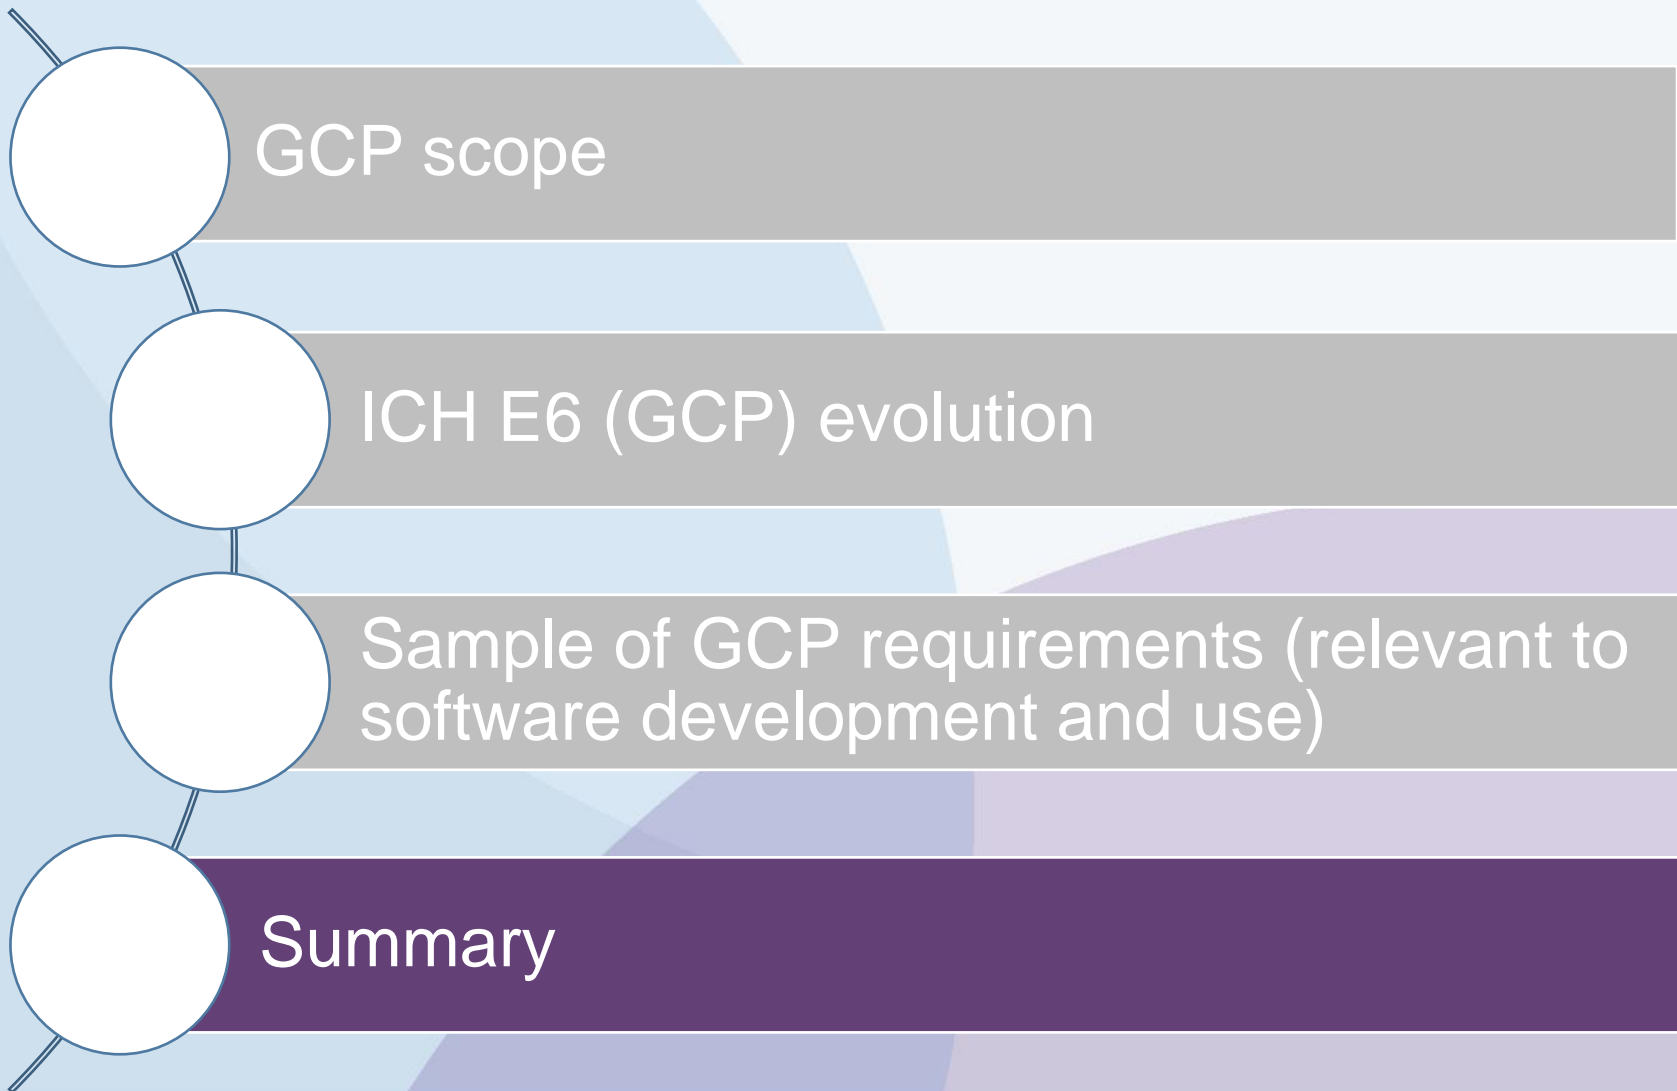 GCP scope
ICH E6 (GCP) evolution
Sample of GCP requirements (relevant to
software development and use)
Summary